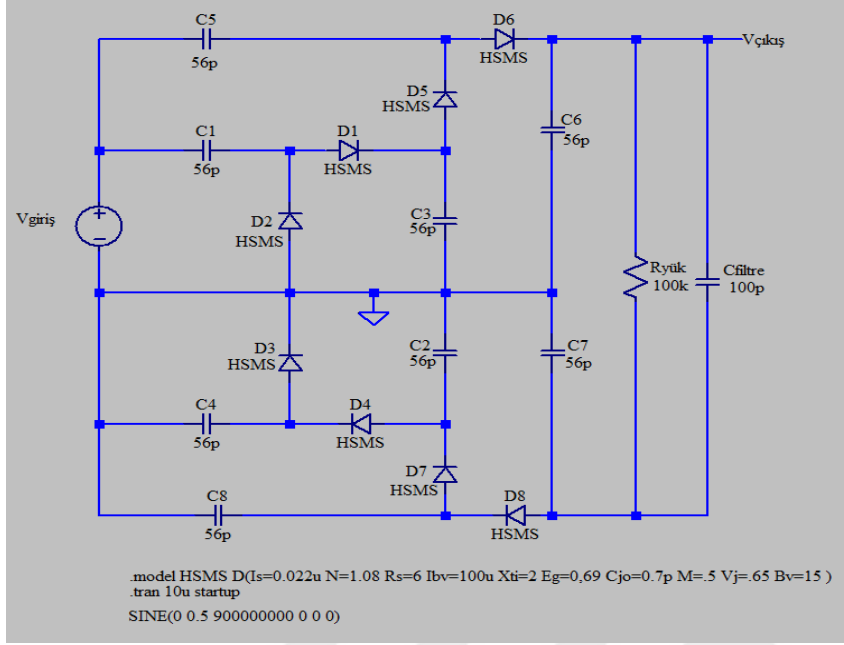 C5
56p
D6
HSMS
Vçıkış
D5
HSMS
C1
56p
D1
HSMS
C6
56p
Vgiriş
D2
HSMS
C3
56p
Ryük
100k
Cfiltre
100p
D3
HSMS
C2
56p
C7
56p
C4
56p
D4
HSMS
D7
HSMS
C8
56p
D8
HSMS
.model HSMS D(Is=0.022u N=1.08 Rs=6 Ibv=100u Xti=2 Eg=0,69 Cjo=0.7p M=.5 Vj=.65 Bv=15 )
.tran 10u startup
SINE(0 0.5 900000000 0 0 0)